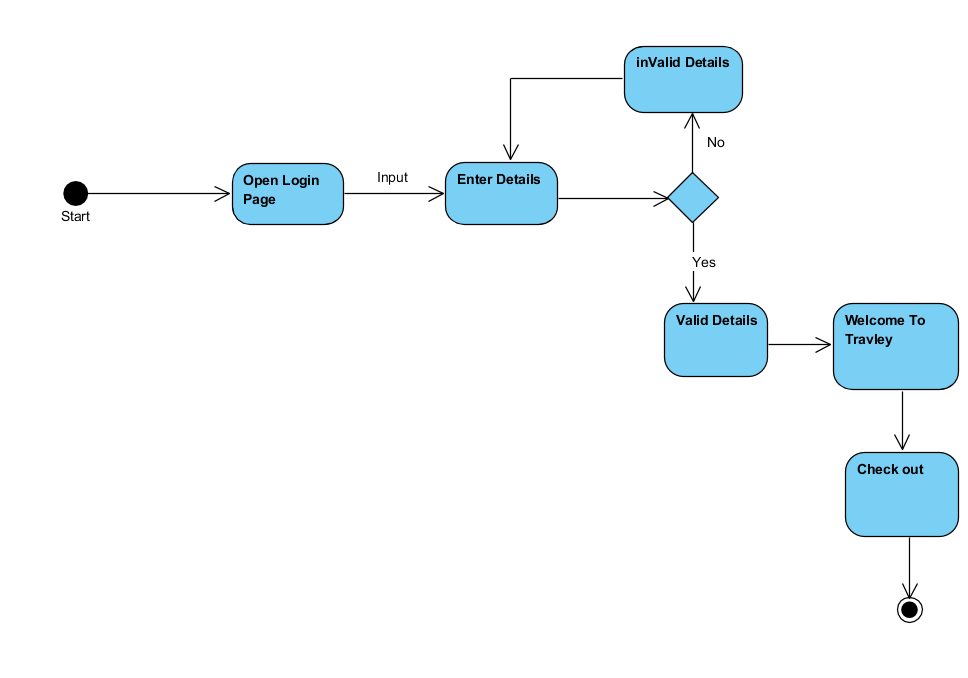 inValid Details
No
Input
Open Login
Page
Enter Details
Start
Yes
Valid Details
Welcome To
Travley
Check out